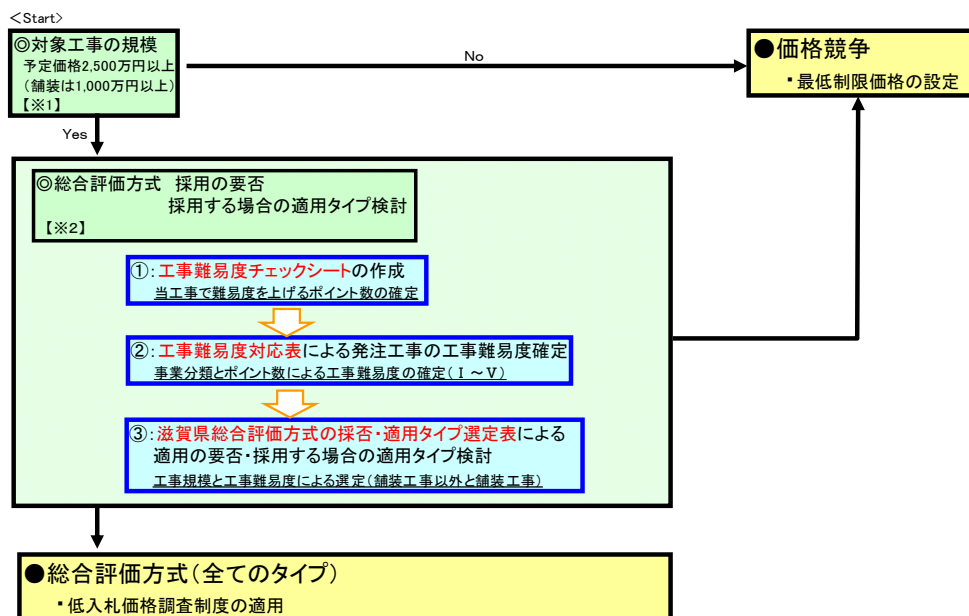 <Start>
◎対象工事の規模
予定価格2,500万円以上
(舗装は1,000万円以上)
【※1】
No
●価格競争
・最低制限価格の設定
Yes
◎総合評価方式 採用の要否
採用する場合の適用タイプ検討
【※2】
①:工事難易度チェックシートの作成
当工事で難易度を上げるポイント数の確定
②:工事難易度対応表による発注工事の工事難易度確定
事業分類とポイント数による工事難易度の確定(Ⅰ~Ⅴ)
③:滋賀県総合評価方式の採否・適用タイプ選定表による
適用の要否・採用する場合の適用タイプ検討
工事規模と工事難易度による選定(舗装工事以外と舗装工事)
●総合評価方式(全てのタイプ)
・低入札価格調査制度の適用